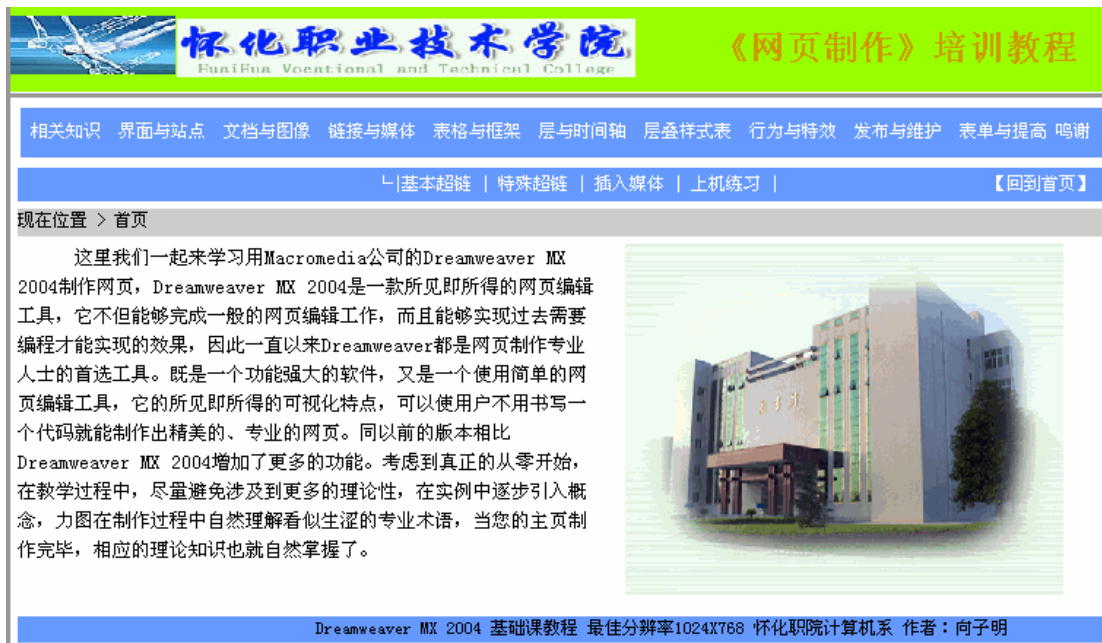 怀化职业技术学院
HuaiHua Vocational and Technical College
《网页制作》培训教程
相关知识 界面与站点 文档与图像 链接与媒体 表格与框架 层与时间轴 层叠样式表 行为与特效 发布与维护 表单与提高 鸣谢
└|基本超链 | 特殊超链 | 插入媒体 | 上机练习 | 【回到首页】
现在位置 > 首页
这里我们一起来学习用Macromedia公司的Dreamweaver MX
2004制作网页，Dreamweaver MX 2004是一款所见即所得的网页编辑
工具，它不但能够完成一般的网页编辑工作，而且能够实现过去需要
编程才能实现的效果，因此一直以来Dreamweaver都是网页制作专业
人士的首选工具。既是一个功能强大的软件，又是一个使用简单的网
页编辑工具，它的所见即所得的可视化特点，可以使用户不用书写一
个代码就能制作出精美的、专业的网页。同以前的版本相比
Dreamweaver MX 2004增加了更多的功能。考虑到真正的从零开始，
在教学过程中，尽量避免涉及到更多的理论性，在实例中逐步引入概
念，力图在制作过程中自然理解看似生涩的专业术语，当您的主页制
作完毕，相应的理论知识也就自然掌握了。
Dreamweaver MX 2004 基础课教程 最佳分辨率1024X768 怀化职院计算机系 作者：向子明